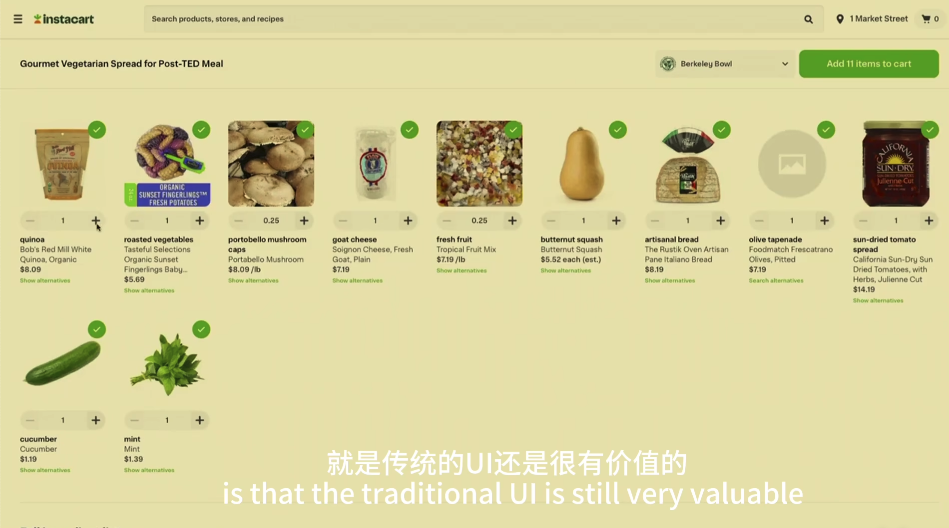 instacart
Search products, stores, and recipes
1 Market Street
0
Gourmet Vegetarian Spread for Post-TED Meal
Berkeley Bowl
Add 11 items to cart
ORGANIC
SUNSET FINGERLINGS™
FRESH POTATOES
CALIFORNIA
SUN-DRY
Julienne-Cut
1
1
0.25
1
0.25
1
1
1
1
quinoa
Bob's Red Mill White
Quinoa, Organic
$8.09
Show alternatives
roasted vegetables
Tasteful Selections
Organic Sunset
Fingerlings Baby...
$5.69
Show alternatives
portobello mushroom
caps
Portobello Mushroom
$8.09 /lb
Show alternatives
goat cheese
Soignon Cheese, Fresh
Goat, Plain
$7.19
Show alternatives
fresh fruit
Tropical Fruit Mix
$7.19 /lb
Show alternatives
butternut squash
Butternut Squash
$5.52 each (est.)
Show alternatives
artisanal bread
The Rustik Oven Artisan
Pane Italiano Bread
$8.19
Show alternatives
olive tapenade
Foodmatch Frescatrano
Olives, Pitted
$7.19
Search alternatives
sun-dried tomato
spread
California Sun-Dry Sun
Dried Tomatoes, with
Herbs, Julienne Cut
$14.19
Show alternatives
1
1
cucumber
Cucumber
$1.19
Show alternatives
mint
Mint
$1.39
Show alternatives
就是传统的UI还是很有价值的
is that the traditional UI is still very valuable